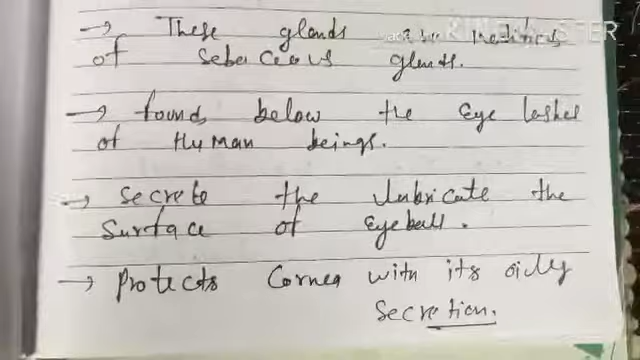 → These glands are
of Sebaceous glands.
→ found below the Eye lashes
of Human beings.
→ secrete the lubricate the
Surface of Eyeball.
→ Protects Cornea with its oily
Secretion.